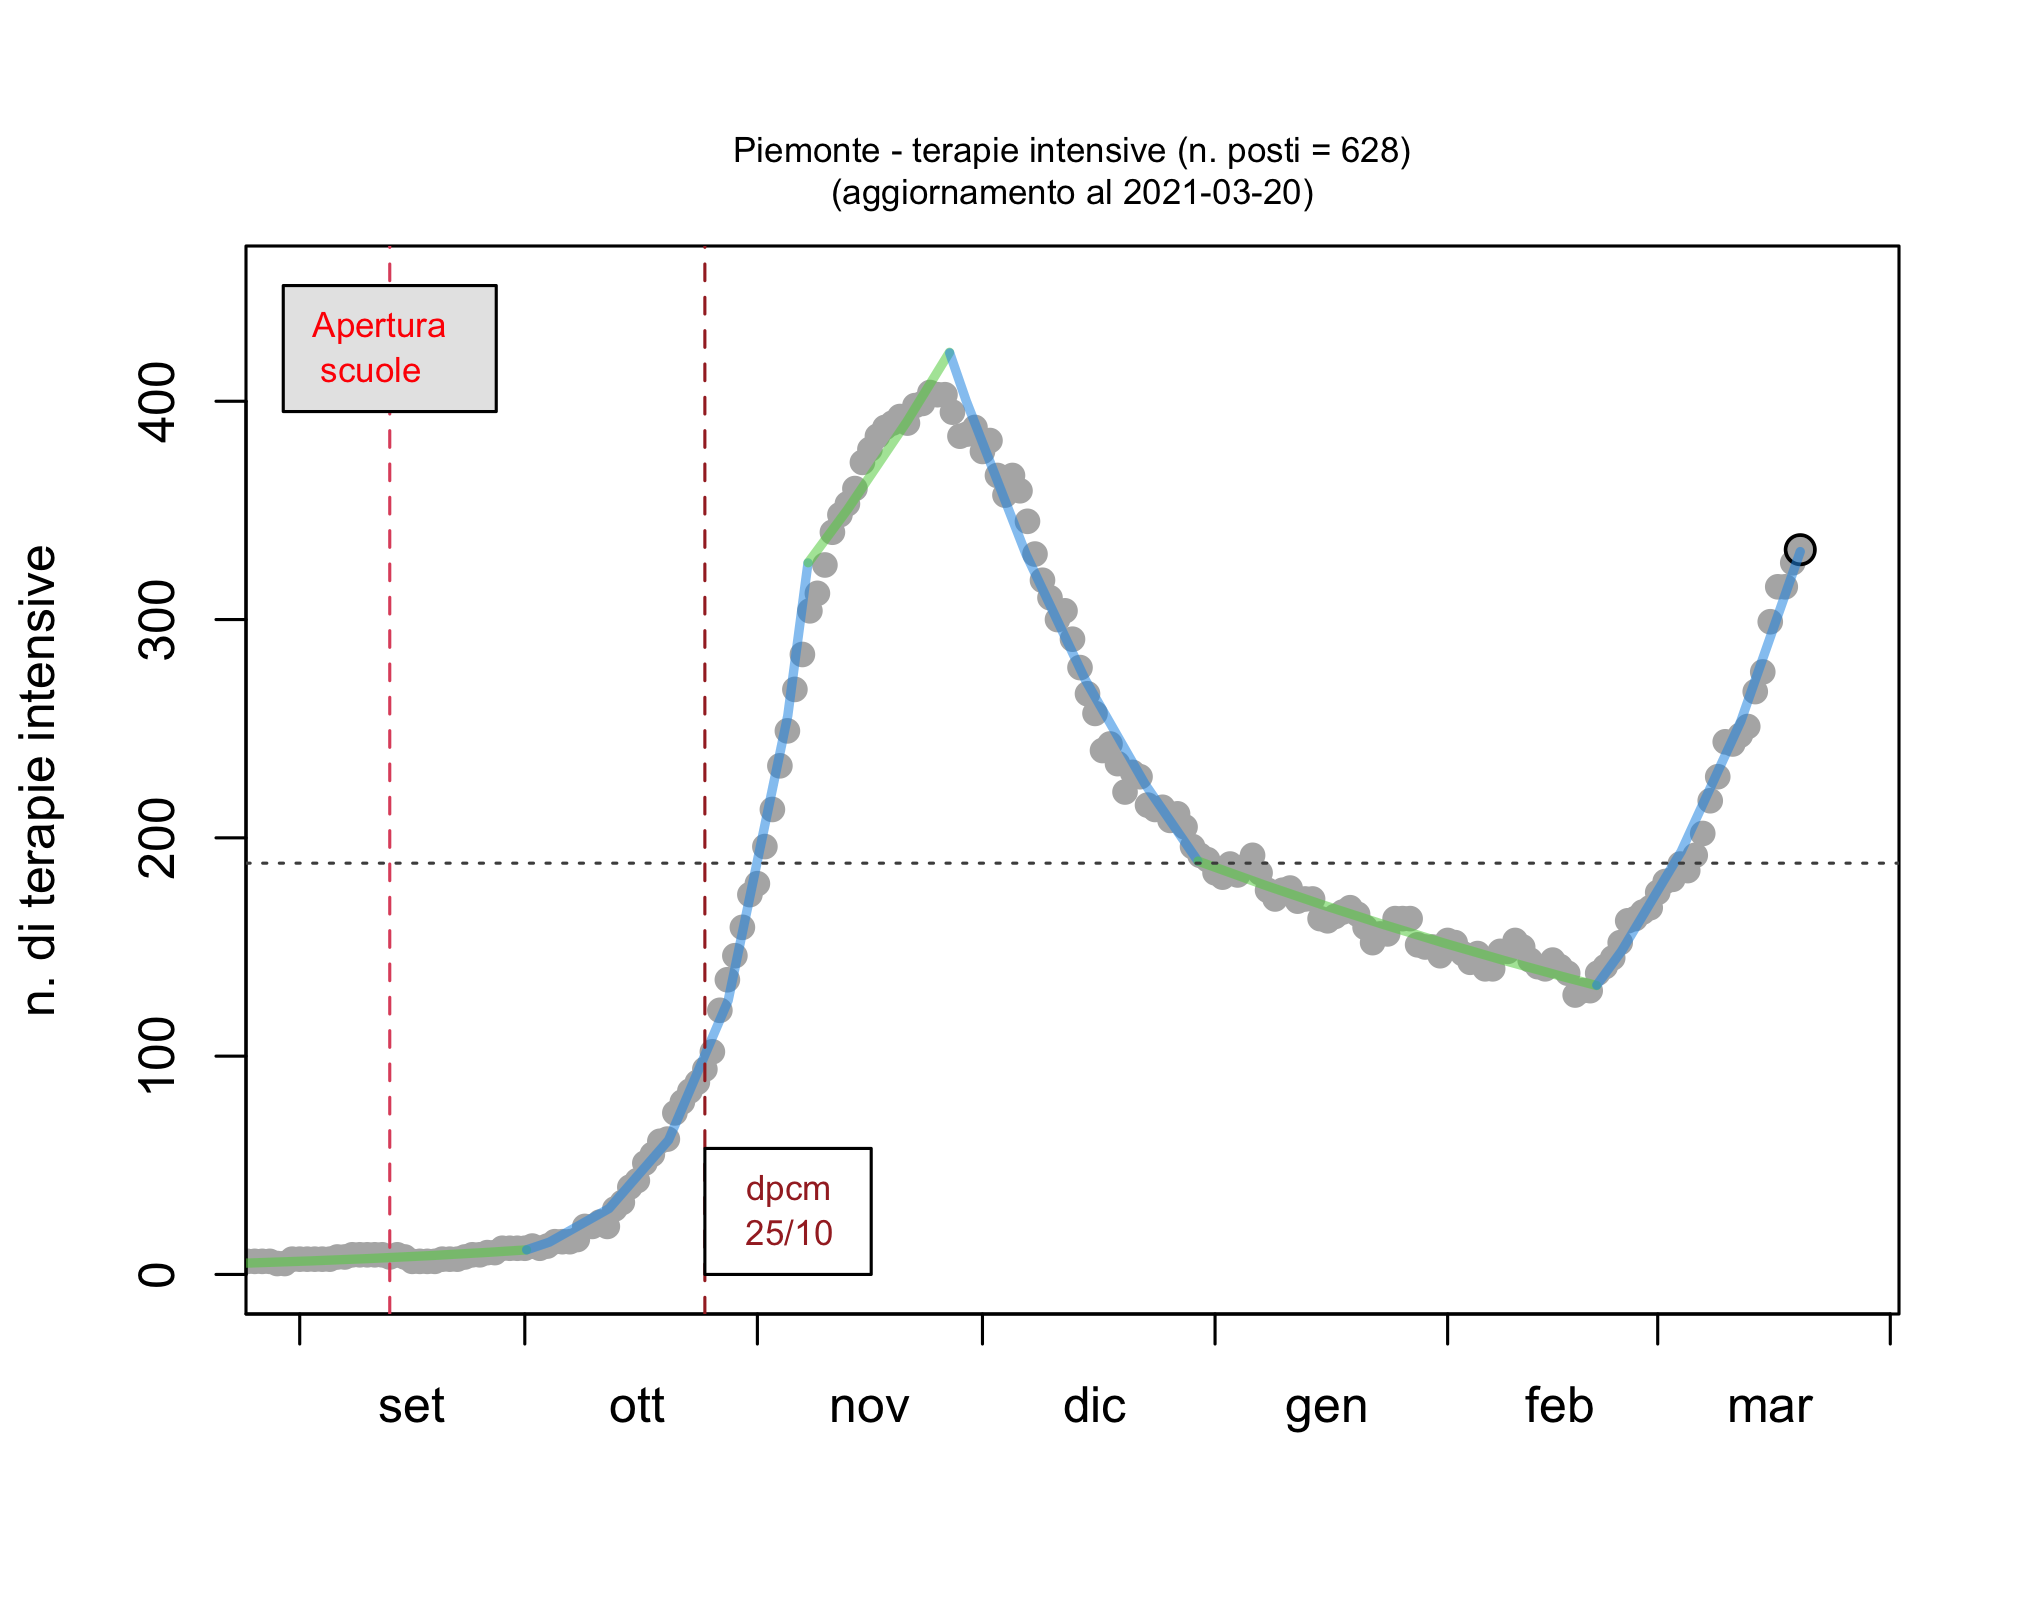 Piemonte - terapie intensive (n. posti = 628)
(aggiornamento al 2021-03-20)
n. di terapie intensive
400
300
200
100
0
Apertura
scuole
dpcm
25/10
set ott nov dic gen feb mar